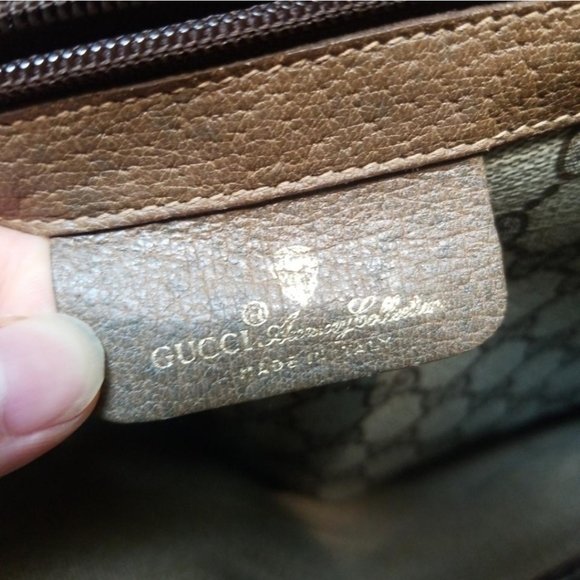 GUCCI ® Accessory Collection
MADE IN ITALY